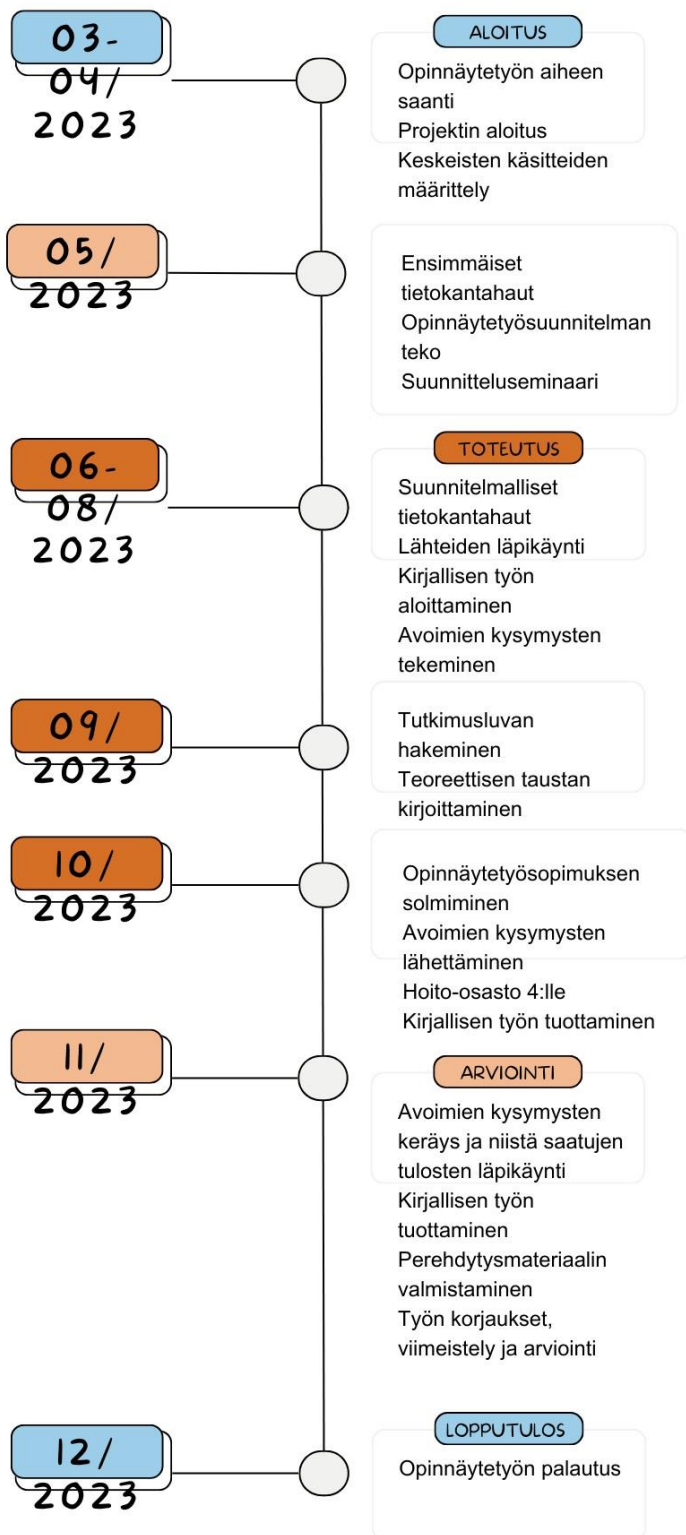 03-
04/
2023
ALOITUS
Opinnäytetyön aiheen
saanti
Projektin aloitus
Keskeisten käsitteiden
määrittely
05/
2023
Ensimmäiset
tietokantahaut
Opinnäytetyösuunnitelman
teko
Suunnitteluseminaari
06-
08/
2023
TOTEUTUS
Suunnitelmalliset
tietokantahaut
Lähteiden läpikäynti
Kirjallisen työn
aloittaminen
Avoimien kysymysten
tekeminen
09/
2023
Tutkimusluvan
hakeminen
Teoreettisen taustan
kirjoittaminen
10/
2023
Opinnäytetyösopimuksen
solmiminen
Avoimien kysymysten
lähettäminen
Hoito-osasto 4:lle
Kirjallisen työn tuottaminen
11/
2023
ARVIOINTI
Avoimien kysymysten
keräys ja niistä saatujen
tulosten läpikäynti
Kirjallisen työn
tuottaminen
Perehdytysmateriaalin
valmistaminen
Työn korjaukset,
viimeistely ja arviointi
12/
2023
LOPPUTULOS
Opinnäytetyön palautus